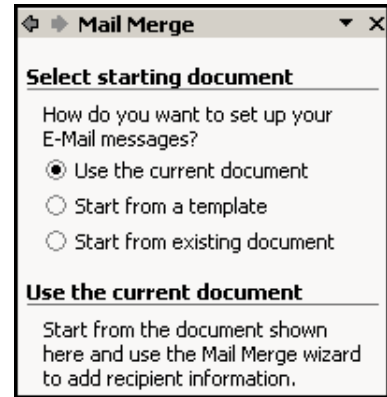 Mail Merge
Select starting document
How do you want to set up your
E-Mail messages?
Use the current document
Start from a template
Start from existing document
Use the current document
Start from the document shown
here and use the Mail Merge wizard
to add recipient information.